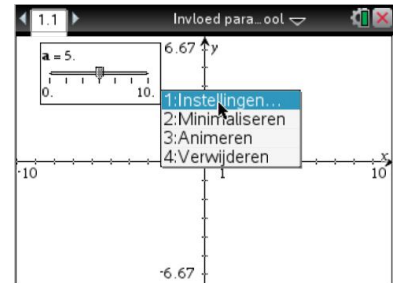 1.1 Invloed para…ool
6.67 y
a = 5.
0. 10.
1:Instellingen…
2:Minimaliseren
3:Animeren
4:Verwijderen
x
-10 1 10
-6.67